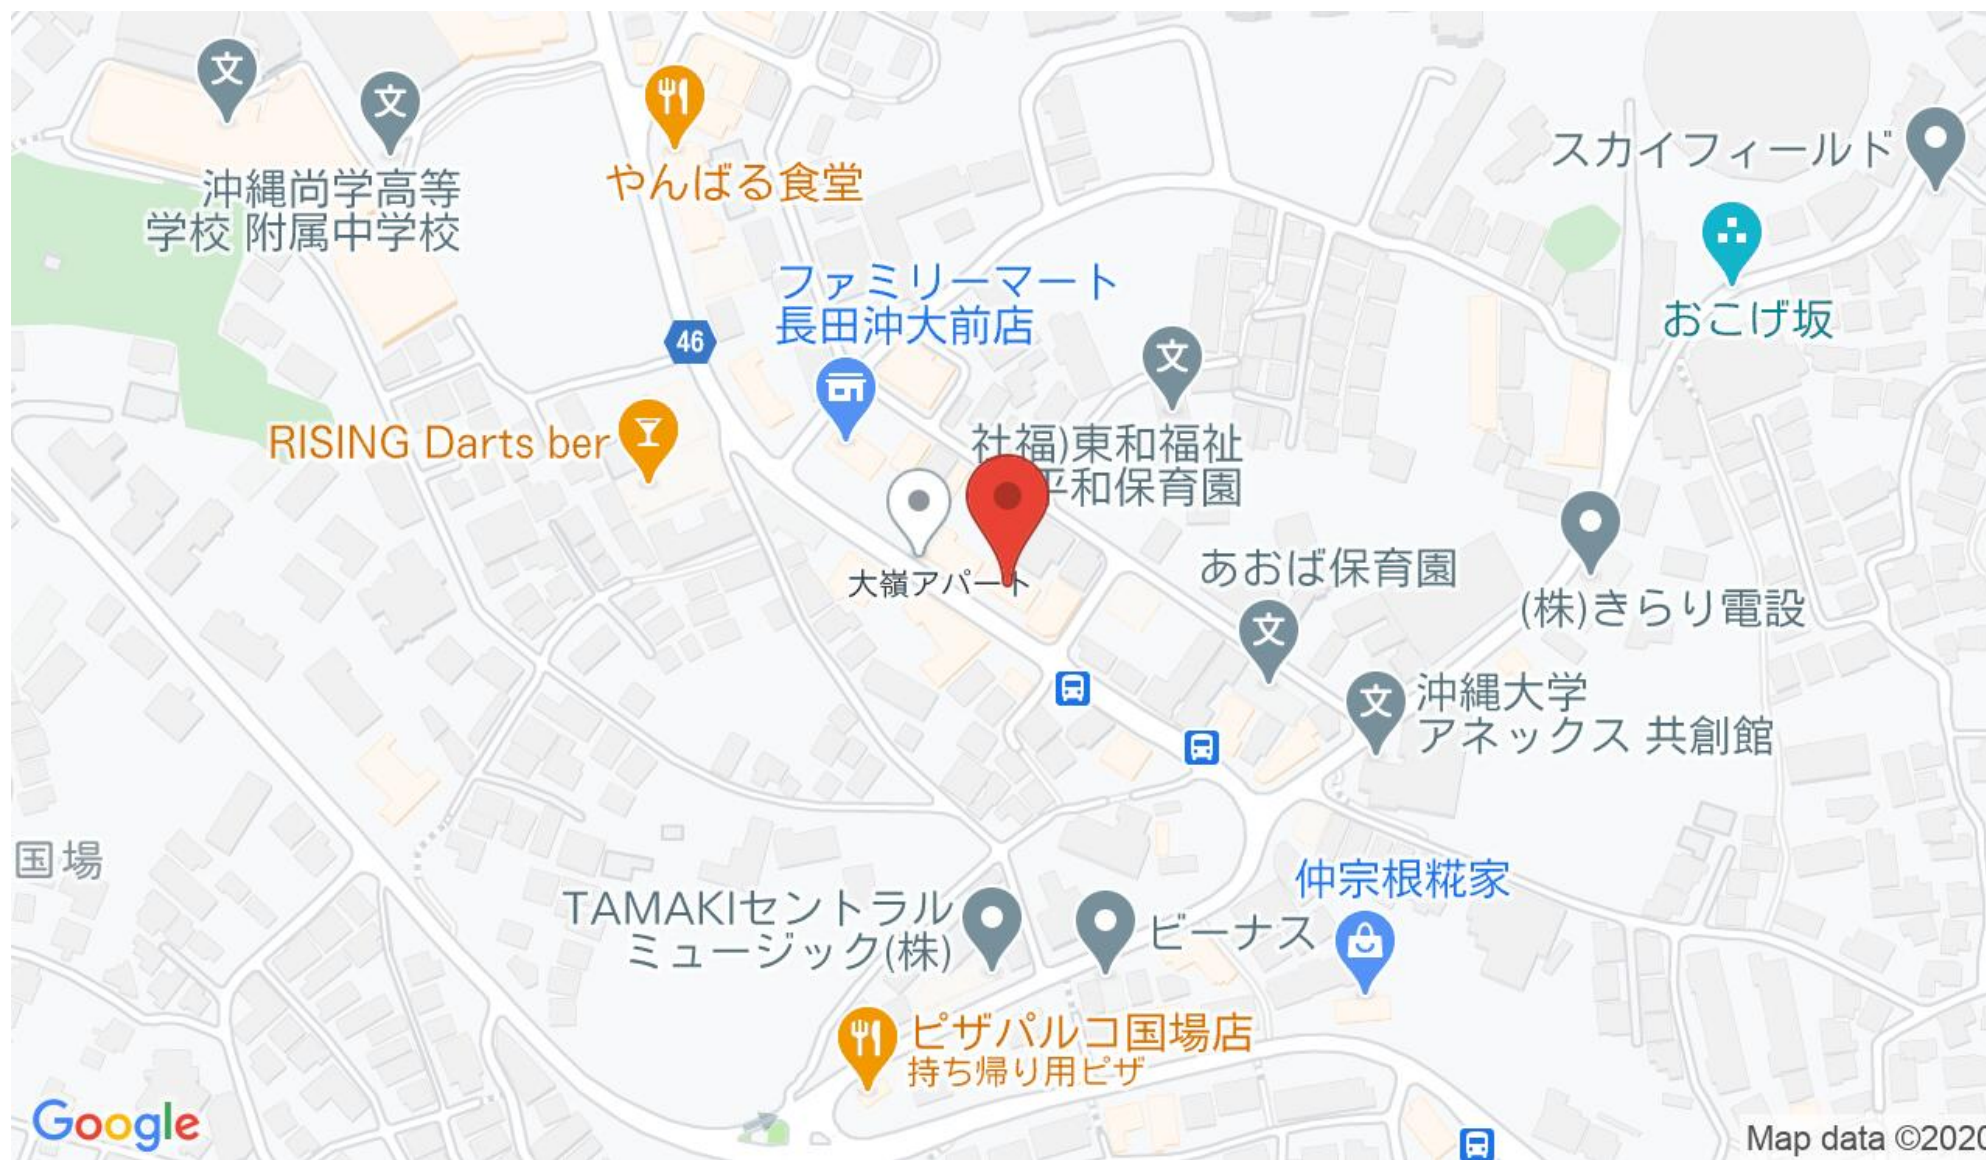 文
文
沖縄尚学高等
学校 附属中学校
やんばる食堂
スカイフィールド
おこげ坂
ファミリーマート
長田沖大前店
46
文
RISING Darts ber
社福)東和福祉
平和保育園
大嶺アパート
あおば保育園
文
(株)きらり電設
文
沖縄大学
アネックス 共創館
国場
仲宗根糀家
TAMAKIセントラル
ミュージック(株)
ビーナス
ピザパルコ国場店
持ち帰り用ピザ
Google
Map data ©2020